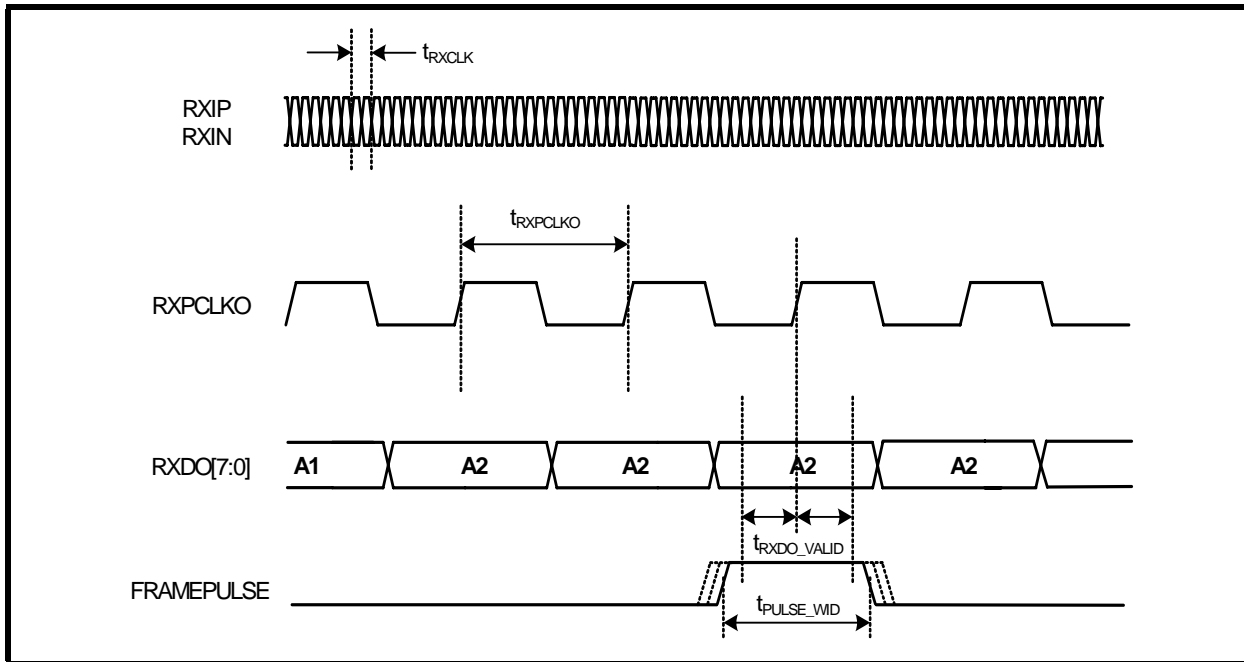 tRXCLK
RXIP
RXIN
tRXPCLKO
RXPCLKO
RXDO[7:0] A1 A2 A2 A2 A2
tRXDO_VALID
FRAMEPULSE
tPULSE_WID